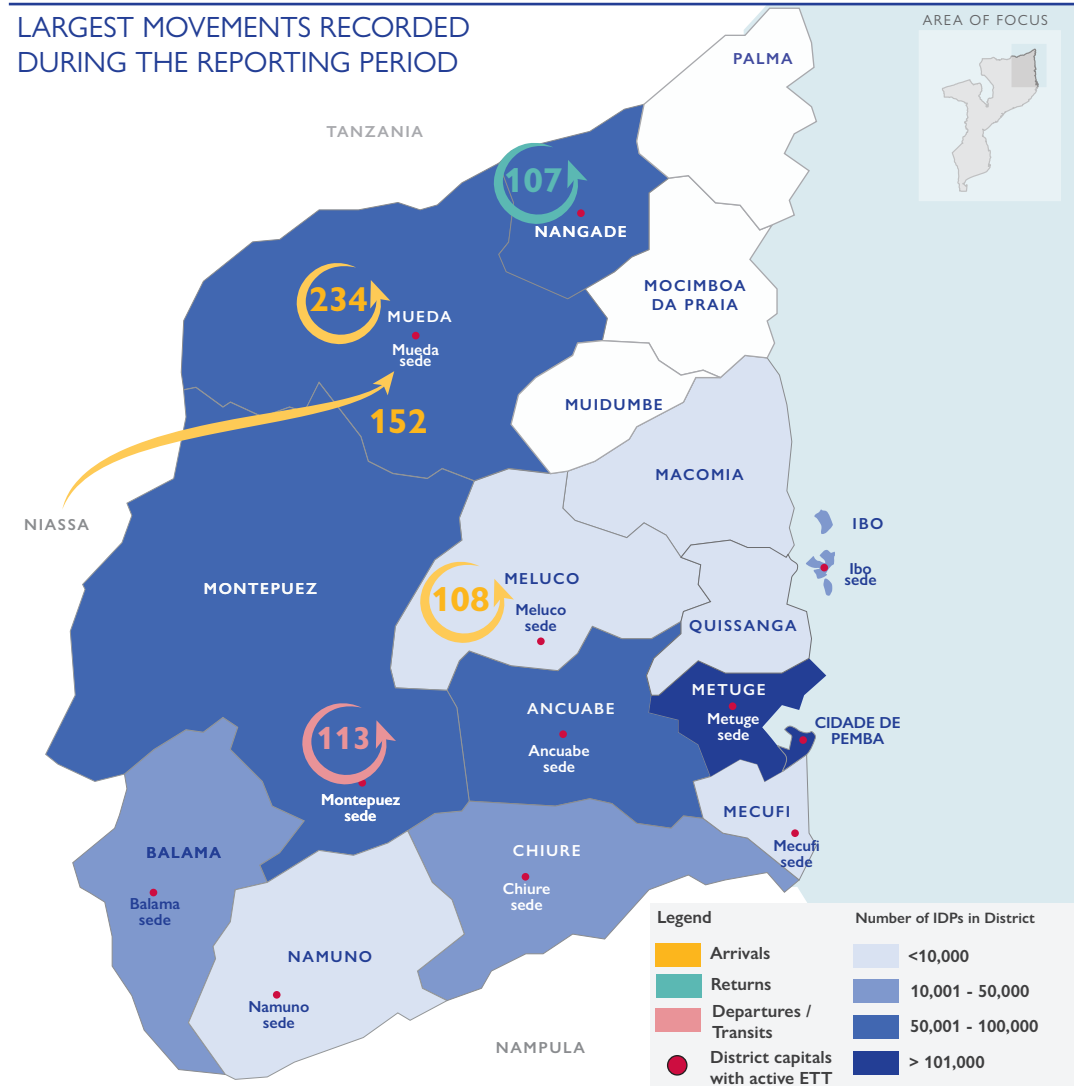 LARGEST MOVEMENTS RECORDED
DURING THE REPORTING PERIOD
AREA OF FOCUS
PALMA
TANZANIA
107
NANGADE
234
MUEDA
Mueda
sede
MOCIMBOA
DA PRAIA
152
MUIDUMBE
MACOMIA
NIASSA
IBO
Ibo
sede
MONTEPUEZ
108
MELUCO
Meluco
sede
QUISSANGA
METUGE
Metuge
sede
ANCUABE
Ancuabe
sede
CIDADE DE
PEMBA
113
Montepuez
sede
MECUFI
Mecufi
sede
BALAMA
Balama
sede
CHIURE
Chiure
sede
NAMUNO
Namuno
sede
NAMPULA
Legend
Arrivals
Returns
Departures /
Transits
District capitals
with active ETT
Number of IDPs in District
<10,000
10,001 - 50,000
50,001 - 100,000
> 101,000